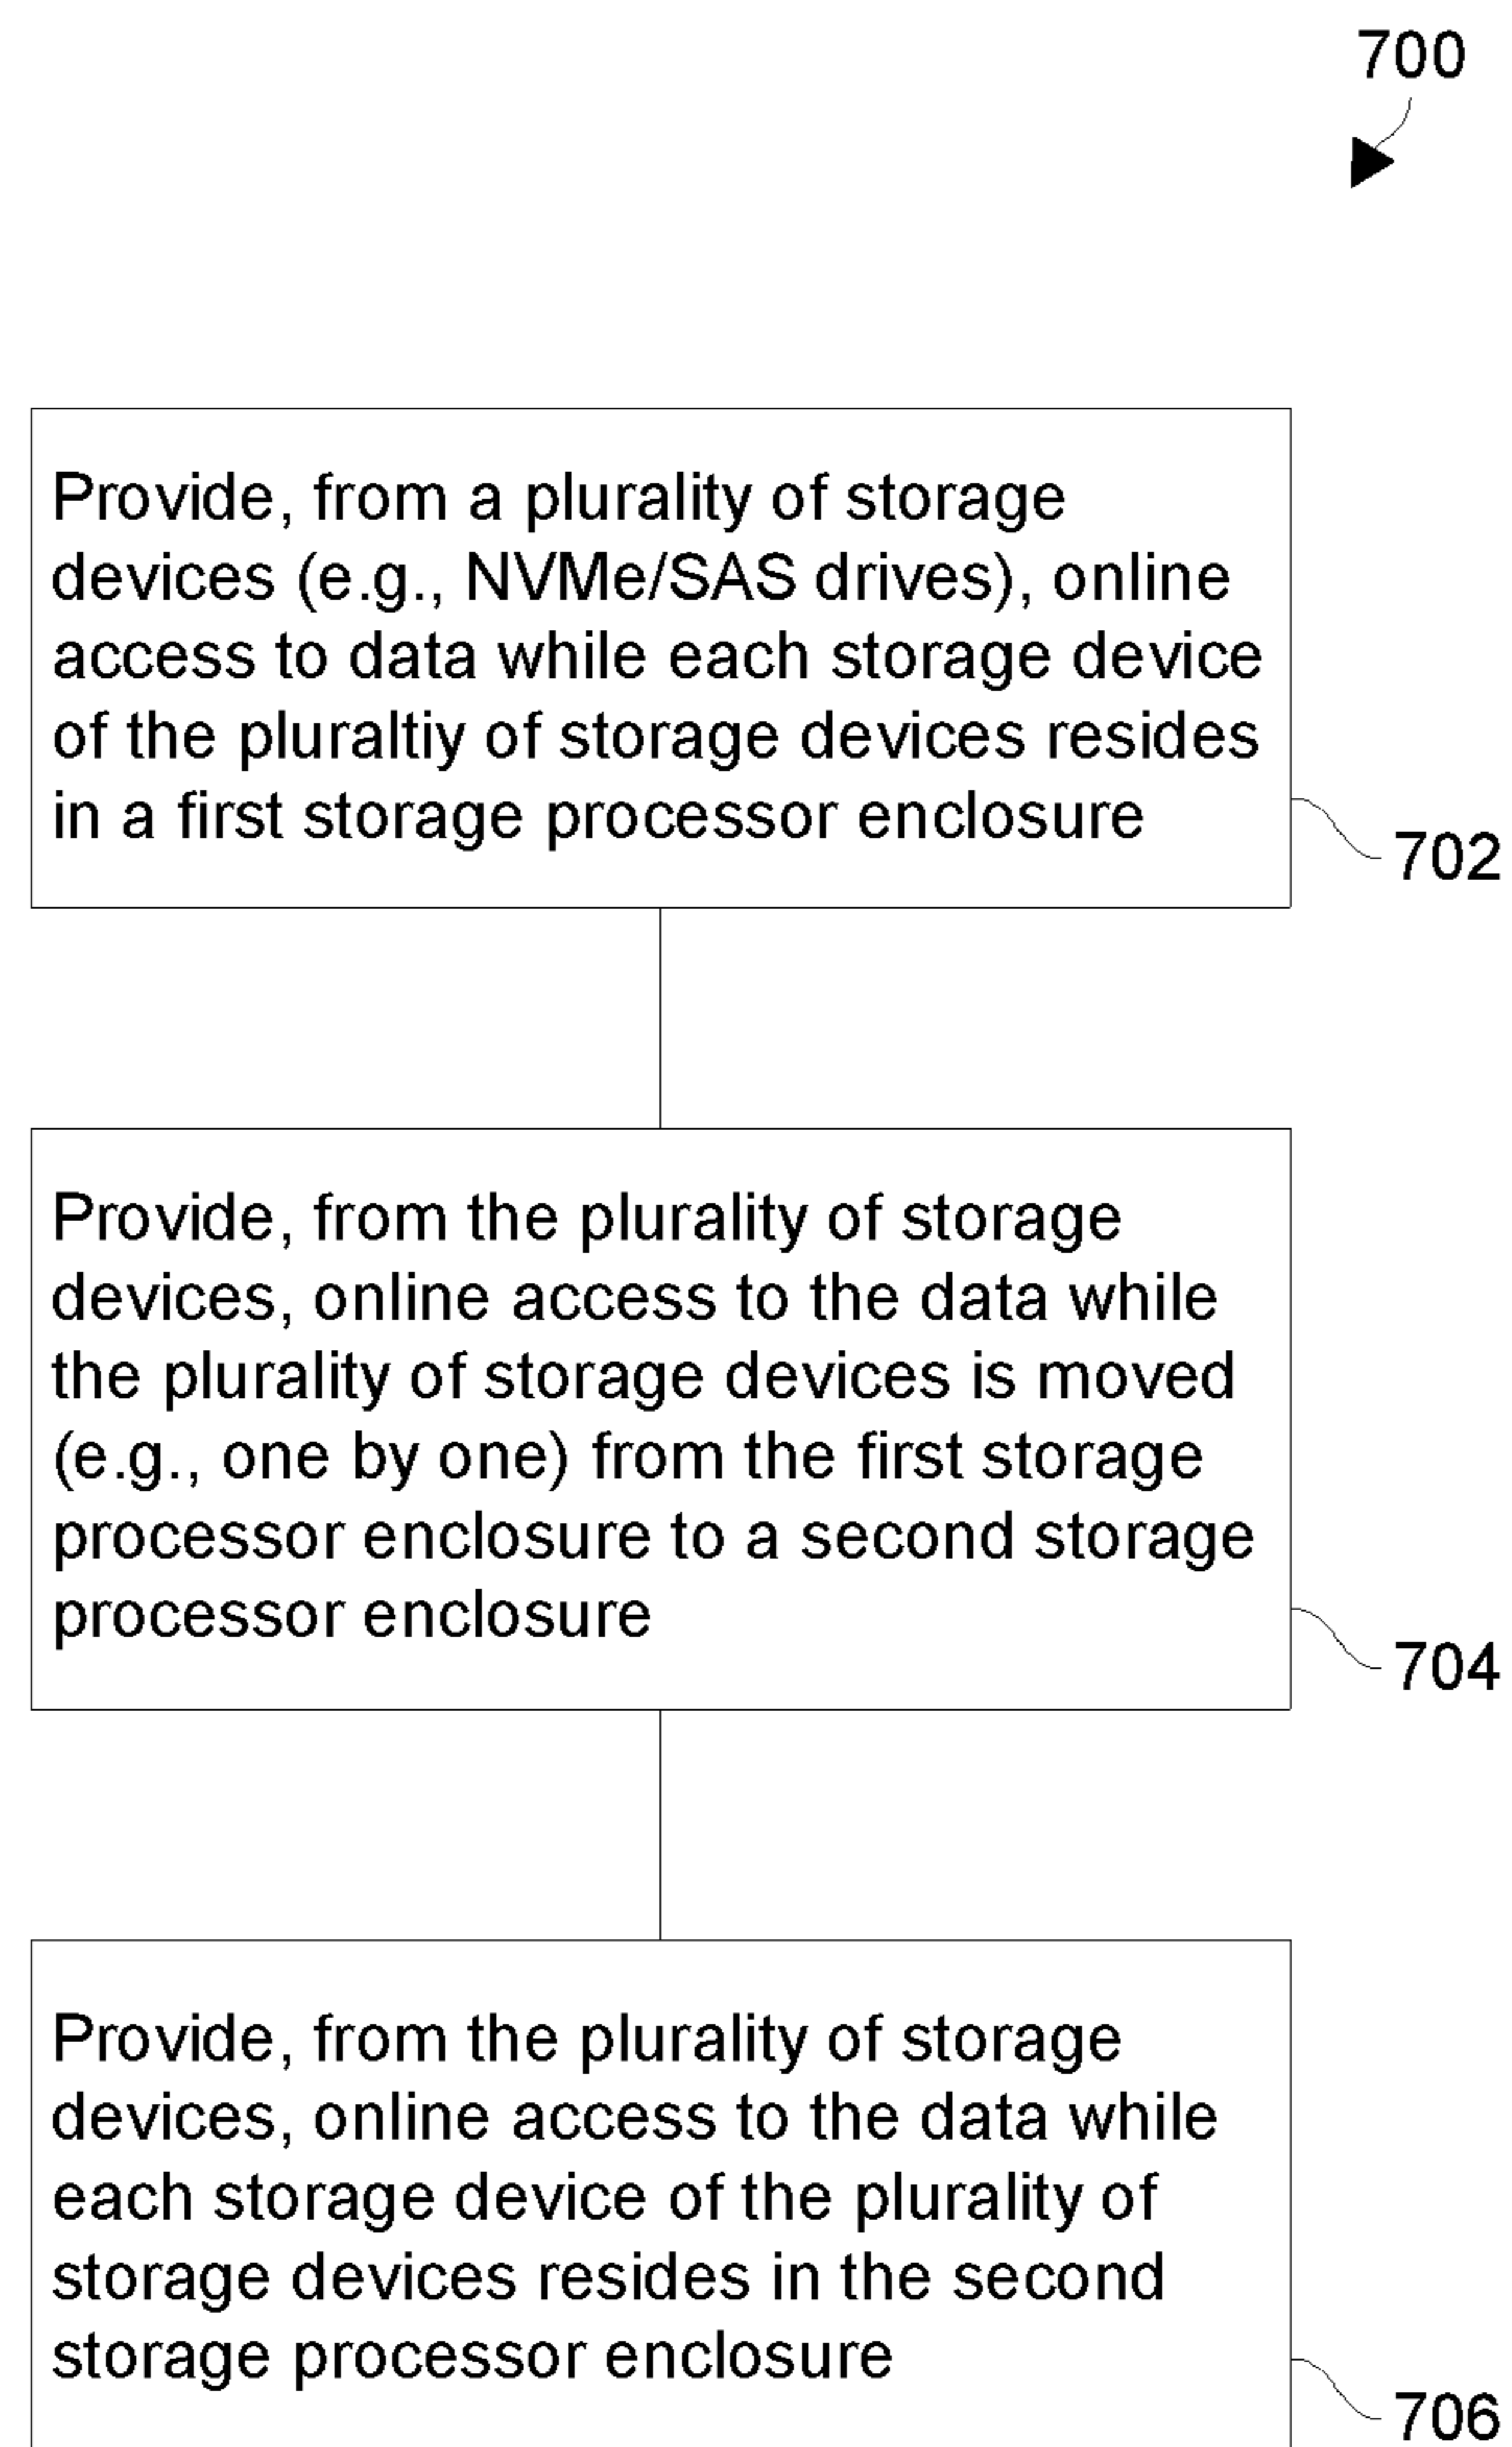 700
Provide, from a plurality of storage
devices (e.g., NVMe/SAS drives), online
access to data while each storage device
of the pluraltiy of storage devices resides
in a first storage processor enclosure
702
Provide, from the plurality of storage
devices, online access to the data while
the plurality of storage devices is moved
(e.g., one by one) from the first storage
processor enclosure to a second storage
processor enclosure
704
Provide, from the plurality of storage
devices, online access to the data while
each storage device of the plurality of
storage devices resides in the second
storage processor enclosure
706